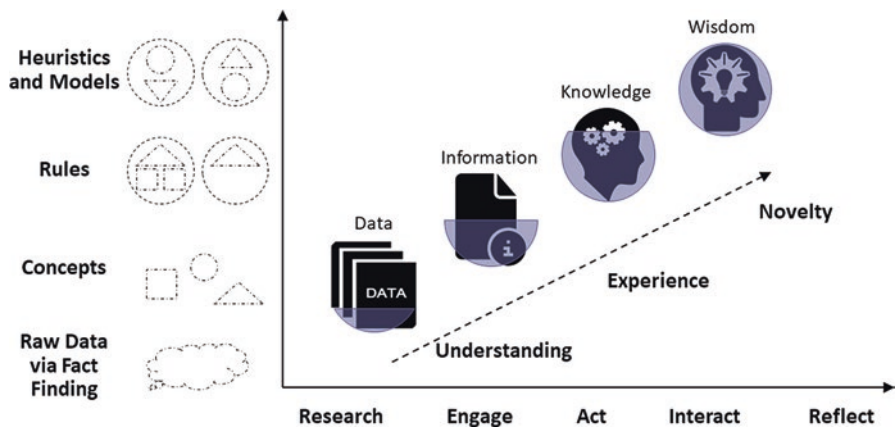 Heuristics
and Models
Rules
Concepts
Raw Data
via Fact
Finding
Wisdom
Knowledge
Information
i
Data
DATA
Novelty
Experience
Understanding
Research Engage Act Interact Reflect